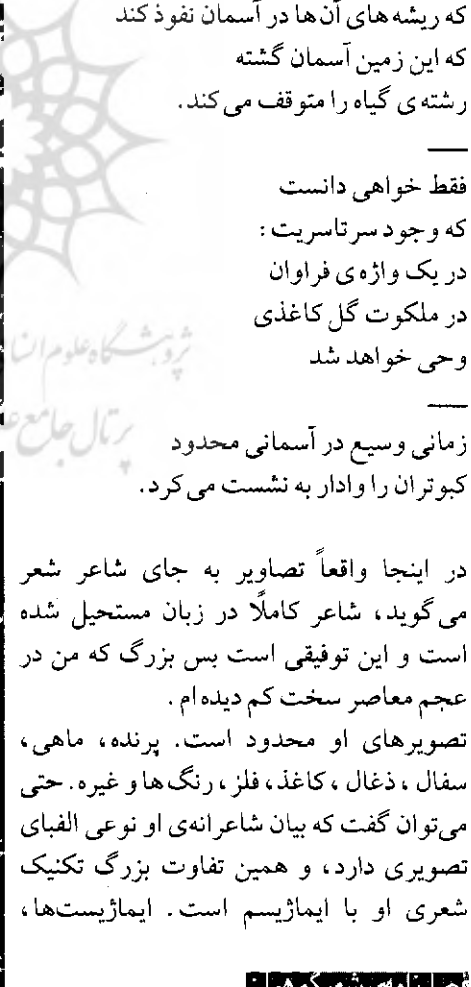 که ریشه های آن ها در آسمان نفوذ کند
که این زمین آسمان گشته
رشته ی گیاه را متوقف می کند.
فقط خواهی دانست
که وجود سرتاسریت :
در یک واژه ی فراوان
در ملکوت گل کاغذی
وحی خواهد شد
زمانی وسیع در آسمانی محدود
کبوتران را وادار به نشست می کرد.
در اینجا واقعاً تصاویر به جای شاعر شعر
می گوید، شاعر کاملاً در زبان مستحیل شده
است و این توفیقی است بس بزرگ که من در
عجم معاصر سخت کم دیده ام.
تصویرهای او محدود است. پرنده، ماهی،
سفال، ذغال، کاغذ، فلز، رنگ ها و غیره. حتی
می توان گفت که بیان شاعرانه ی او نوعی الفبای
تصویری دارد، و همین تفاوت بزرگ تکنیک
شعری او با ایماژیسم است. ایماژیست ها،
پژوهشگاه علوم انسا
پرتال جامع ع